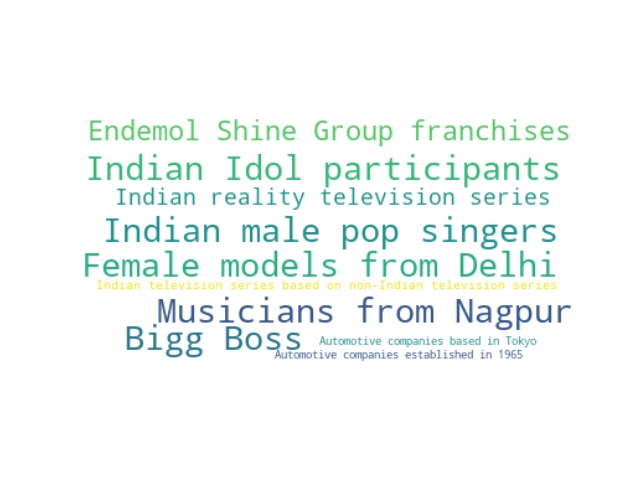 Endemol Shine Group franchises
Indian Idol participants
Indian reality television series
Indian male pop singers
Female models from Delhi
Indian television series based on non-Indian television series
Musicians from Nagpur
Bigg Boss
Automotive companies based in Tokyo
Automotive companies established in 1965